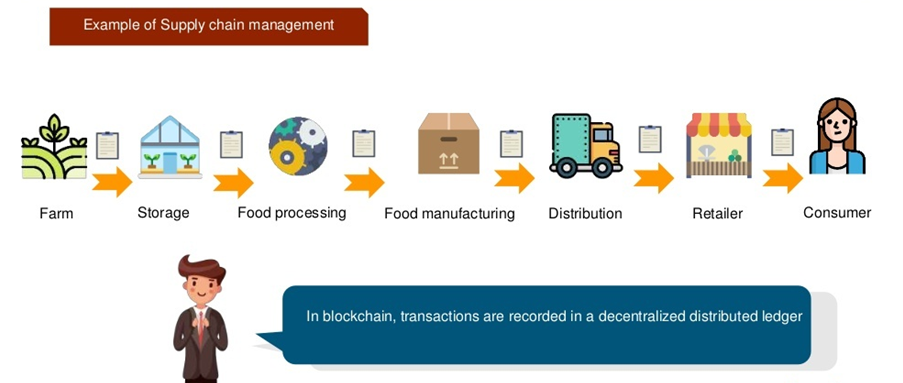 Example of Supply chain management
Farm
Storage
Food processing
Food manufacturing
Distribution
Retailer
Consumer
In blockchain, transactions are recorded in a decentralized distributed ledger